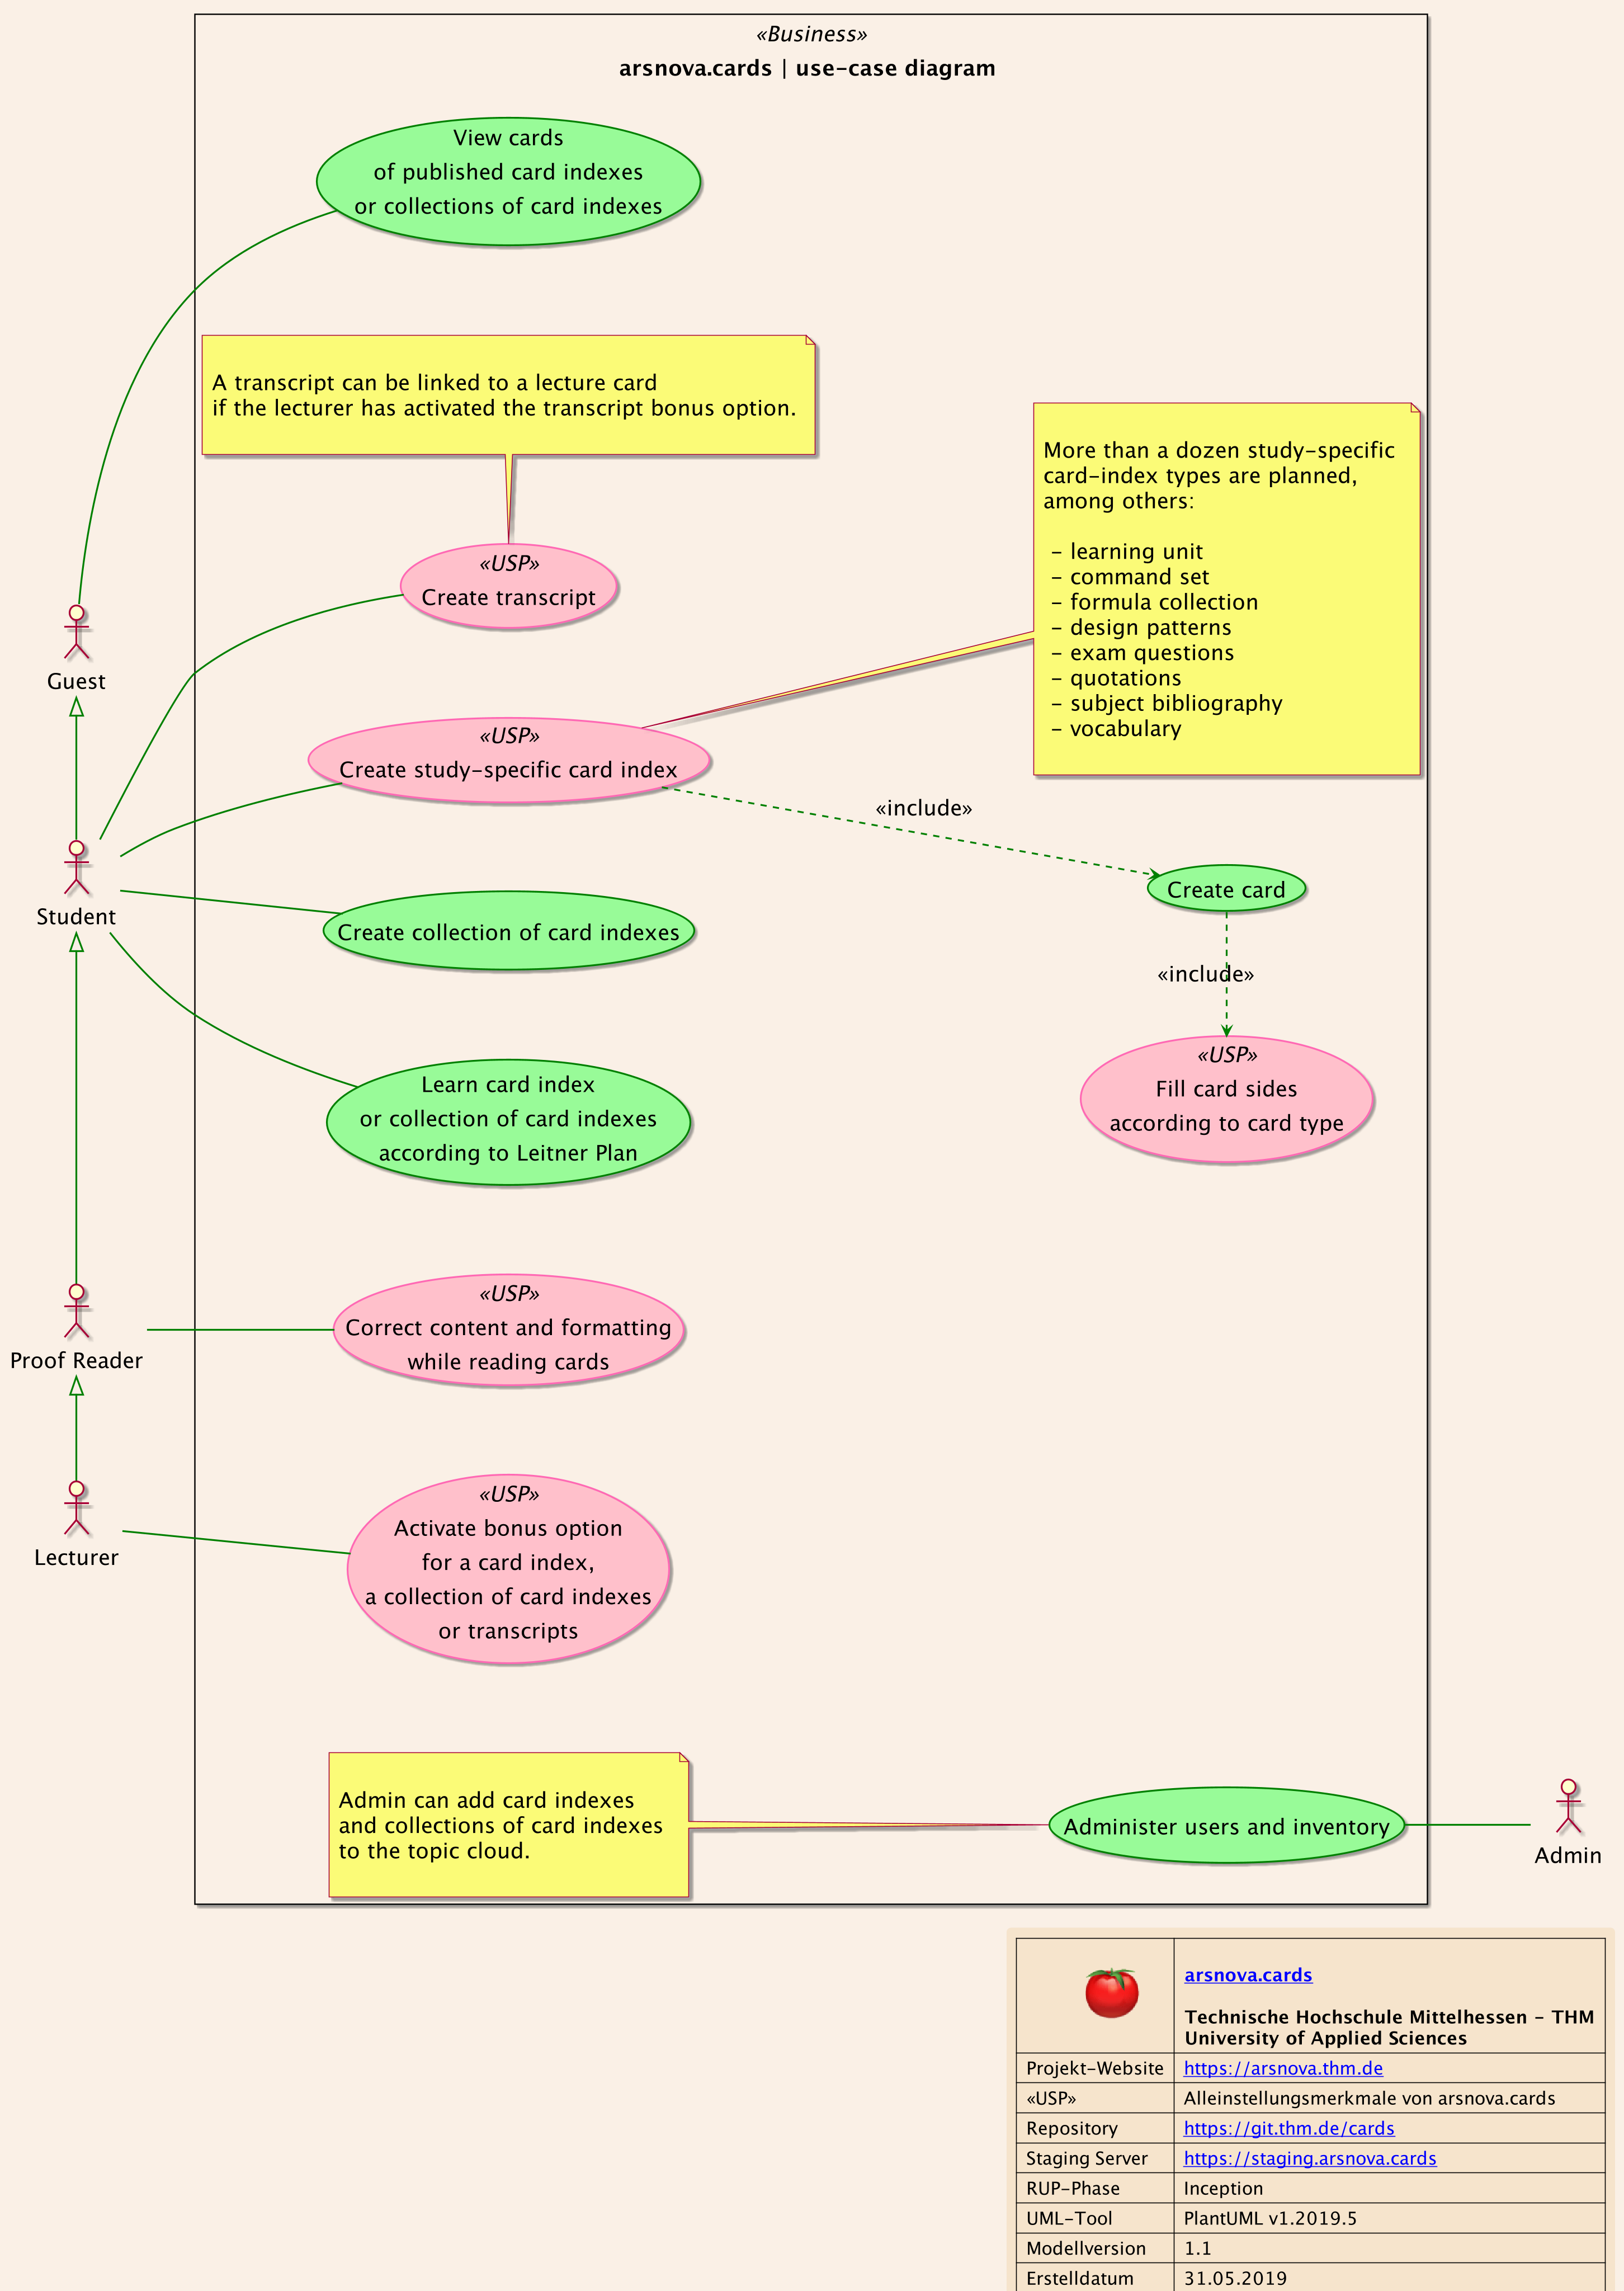 «Business»
arsnova.cards | use-case diagram
View cards
of published card indexes
or collections of card indexes
A transcript can be linked to a lecture card
if the lecturer has activated the transcript bonus option.
More than a dozen study-specific
card-index types are planned,
among others:
- learning unit
- command set
- formula collection
- design patterns
- exam questions
- quotations
- subject bibliography
- vocabulary
«USP»
Create transcript
Guest
«USP»
Create study-specific card index
«include»
Student
Create collection of card indexes
Create card
«include»
«USP»
Fill card sides
according to card type
Learn card index
or collection of card indexes
according to Leitner Plan
Proof Reader
«USP»
Correct content and formatting
while reading cards
Lecturer
«USP»
Activate bonus option
for a card index,
a collection of card indexes
or transcripts
Admin can add card indexes
and collections of card indexes
to the topic cloud.
Administer users and inventory
Admin
arsnova.cards
Technische Hochschule Mittelhessen - THM
University of Applied Sciences
Projekt-Website https://arsnova.thm.de
«USP» Alleinstellungsmerkmale von arsnova.cards
Repository https://git.thm.de/cards
Staging Server https://staging.arsnova.cards
RUP-Phase Inception
UML-Tool PlantUML v1.2019.5
Modellversion 1.1
Erstelldatum 31.05.2019